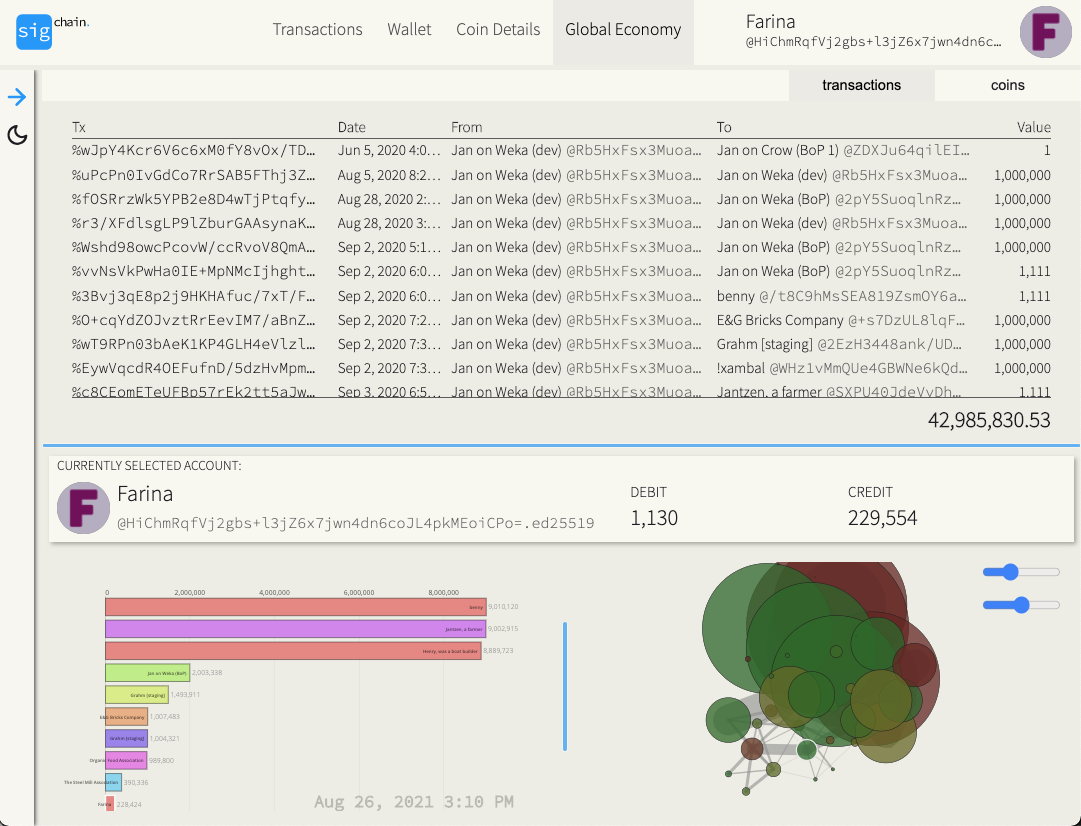 sig chain.
Transactions Wallet Coin Details Global Economy
Farina
@HiChmRqfVj2gbs+l3jZ6x7jwn4dn6c…
transactions coins
Tx Date From To Value
%wJpY4Kcr6V6c6xM0fY8vOx/TD… Jun 5, 2020 4:0… Jan on Weka (dev) @Rb5HxFsx3Muoa… Jan on Crow (BoP 1) @ZDXJu64qilEI… 1
%uPcPn0IvGdCo7RrSAB5FThj3Z… Aug 5, 2020 8:2… Jan on Weka (dev) @Rb5HxFsx3Muoa… Jan on Weka (dev) @Rb5HxFsx3Muoa… 1,000,000
%fOSRrzWk5YPB2e8D4wTjPtqfy… Aug 28, 2020 2:… Jan on Weka (dev) @Rb5HxFsx3Muoa… Jan on Weka (BoP) @2pY5SuoqlnRz… 1,000,000
%r3/XFdlsgLP9lZburGAAsynaK… Aug 28, 2020 3:… Jan on Weka (dev) @Rb5HxFsx3Muoa… Jan on Weka (dev) @Rb5HxFsx3Muoa… 1,000,000
%Wshd98owcPcovW/ccRvoV8QmA… Sep 2, 2020 5:1… Jan on Weka (dev) @Rb5HxFsx3Muoa… Jan on Weka (BoP) @2pY5SuoqlnRz… 1,000,000
%vvNsVkPwHa0IE+MpNMcIjhght… Sep 2, 2020 6:0… Jan on Weka (dev) @Rb5HxFsx3Muoa… Jan on Weka (BoP) @2pY5SuoqlnRz… 1,111
%3Bvj3qE8p2j9HKHAfuc/7xT/F… Sep 2, 2020 6:0… Jan on Weka (dev) @Rb5HxFsx3Muoa… benny @/t8C9hMsSEA819ZsmOY6a… 1,111
%O+cqYdZOJvztRrEevIM7/aBnZ… Sep 2, 2020 7:2… Jan on Weka (dev) @Rb5HxFsx3Muoa… E&G Bricks Company @+s7DzUL8lqF… 1,000,000
%wT9RPn03bAeK1KP4GLH4eVlzl… Sep 2, 2020 7:3… Jan on Weka (dev) @Rb5HxFsx3Muoa… Grahm [staging] @2EzH3448ank/UD… 1,000,000
%EywVqcdR4OEFufnD/5dzHvMpm… Sep 2, 2020 7:3… Jan on Weka (dev) @Rb5HxFsx3Muoa… !xambal @WHz1vMmQUe4GBWNe6kQd… 1,000,000
%c8CEomETeUFBp57rEk2tt5aJw… Sep 3, 2020 6:5… Jan on Weka (dev) @Rb5HxFsx3Muoa… Jantzen, a farmer @SXPU40JdeVyDh… 1,111
42,985,830.53
CURRENTLY SELECTED ACCOUNT:
F Farina
@HiChmRqfVj2gbs+l3jZ6x7jwn4dn6coJL4pkMEoiCPo=.ed25519
DEBIT CREDIT
1,130 229,554
0 2,000,000 4,000,000 6,000,000 8,000,000
benny 9,010,120
Jantzen, a farmer 9,002,915
Henry, was a boat builder 8,889,723
Jan on Weka (BoP) 2,003,338
Grahm [staging] 1,493,911
E&G Bricks Company 1,007,483
Grahm [staging] 1,004,321
Organic Food Association 989,800
The Steel Mill Association 390,336
Farina 228,424
Aug 26, 2021 3:10 PM